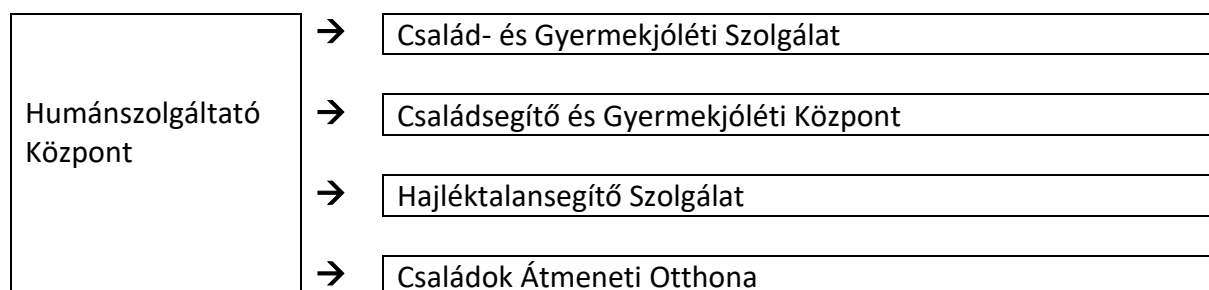 Humánszolgáltató
Központ
→ Család- és Gyermekjóléti Szolgálat
→ Családsegítő és Gyermekjóléti Központ
→ Hajléktalansegítő Szolgálat
→ Családok Átmeneti Otthona